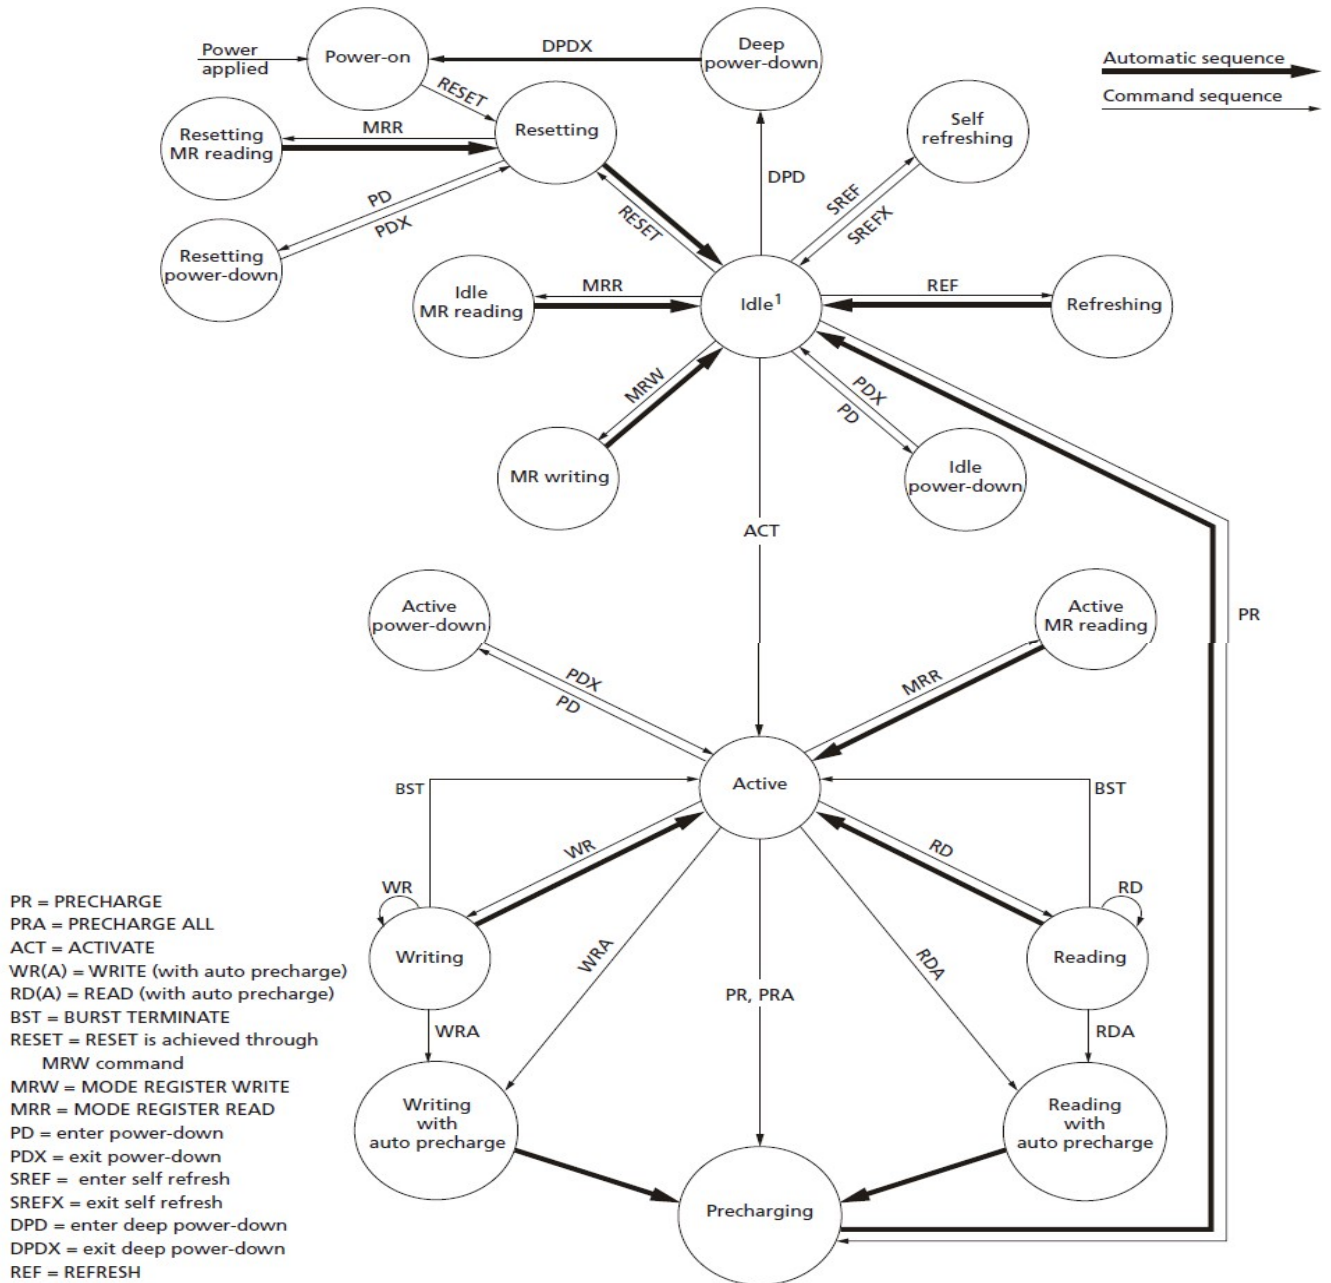 Power
applied
Power-on
DPDX
Deep
power-down
Automatic sequence
Command sequence
RESET
Resetting
MR reading
MRR
Resetting
Self
refreshing
PD
PDX
DPD
SREF
SREFX
RESET
Resetting
power-down
Idle
MR reading
MRR
Idle1
REF
Refreshing
MRW
PDX
PD
MR writing
Idle
power-down
ACT
Active
power-down
Active
MR reading
PR
PDX
PD
MRR
Active
BST
BST
WR
RD
WR
RD
Writing
Reading
WRA
PR, PRA
RDA
WRA
RDA
Writing
with
auto precharge
Reading
with
auto precharge
Precharging
PR = PRECHARGE
PRA = PRECHARGE ALL
ACT = ACTIVATE
WR(A) = WRITE (with auto precharge)
RD(A) = READ (with auto precharge)
BST = BURST TERMINATE
RESET = RESET is achieved through
MRW command
MRW = MODE REGISTER WRITE
MRR = MODE REGISTER READ
PD = enter power-down
PDX = exit power-down
SREF = enter self refresh
SREFX = exit self refresh
DPD = enter deep power-down
DPDX = exit deep power-down
REF = REFRESH